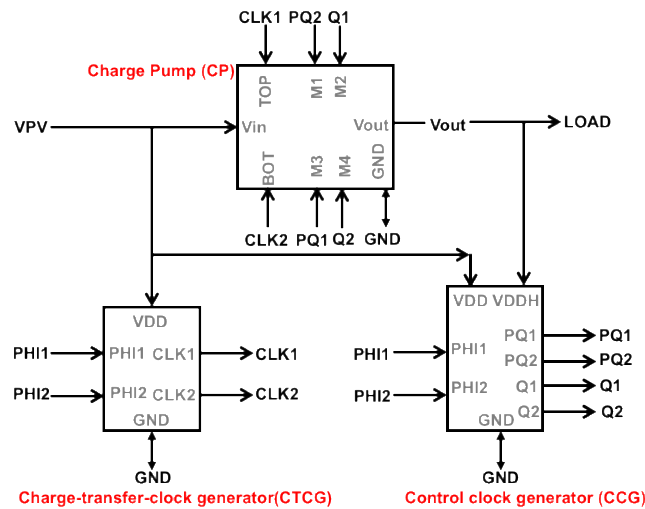 CLK1 PQ2 Q1
Charge Pump (CP)
TOP M1 M2
VPV Vin Vout Vout LOAD
BOT M3 M4 GND
CLK2 PQ1 Q2 GND
VDD
PHI1 PHI1 CLK1 CLK1
PHI2 PHI2 CLK2 CLK2
GND
GND
Charge-transfer-clock generator(CTCG)
VDD VDDH
PQ1 PQ1
PHI1 PHI1
PQ2 PQ2
PHI2 PHI2 Q1 Q1
GND Q2 Q2
GND
Control clock generator (CCG)